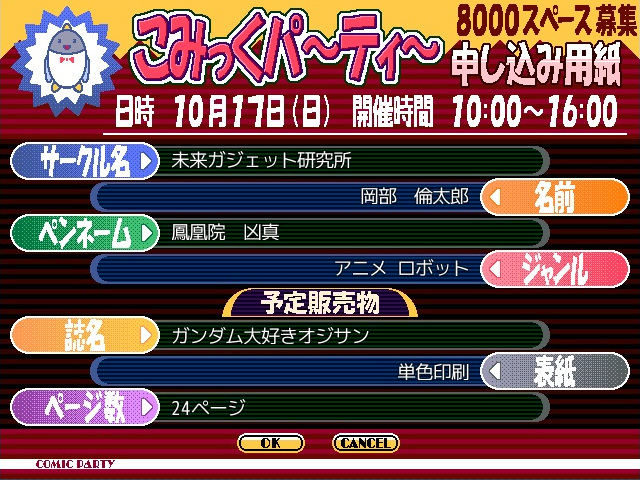 こみっくパ～ティ～
8000スペース募集
申し込み用紙
日時 10月17日(日) 開催時間 10:00～16:00
サークル名 未来ガジェット研究所
岡部 倫太郎 名前
ペンネーム 鳳凰院 凶真
アニメ ロボット ジャンル
予定販売物
誌名 ガンダム大好きオジサン
単色印刷 表紙
ページ数 24ページ
OK CANCEL
COMIC PARTY